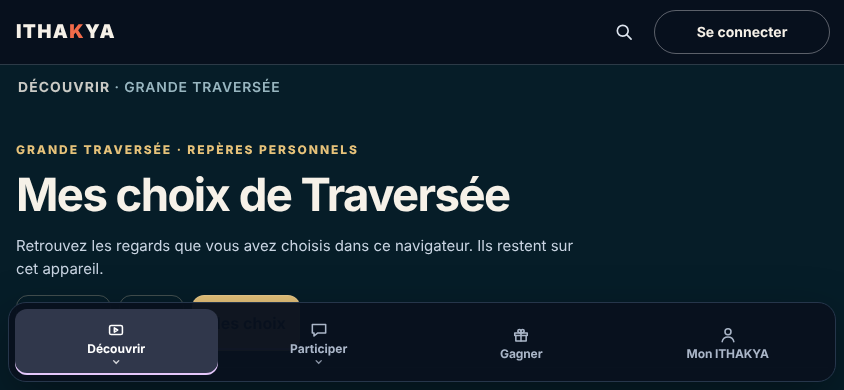 ITHAKYA
Se connecter
DÉCOUVRIR · GRANDE TRAVERSÉE
GRANDE TRAVERSÉE · REPÈRES PERSONNELS
Mes choix de Traversée
Retrouvez les regards que vous avez choisis dans ce navigateur. Ils restent sur
cet appareil.
choix
Découvrir
Participer
Gagner
Mon ITHAKYA